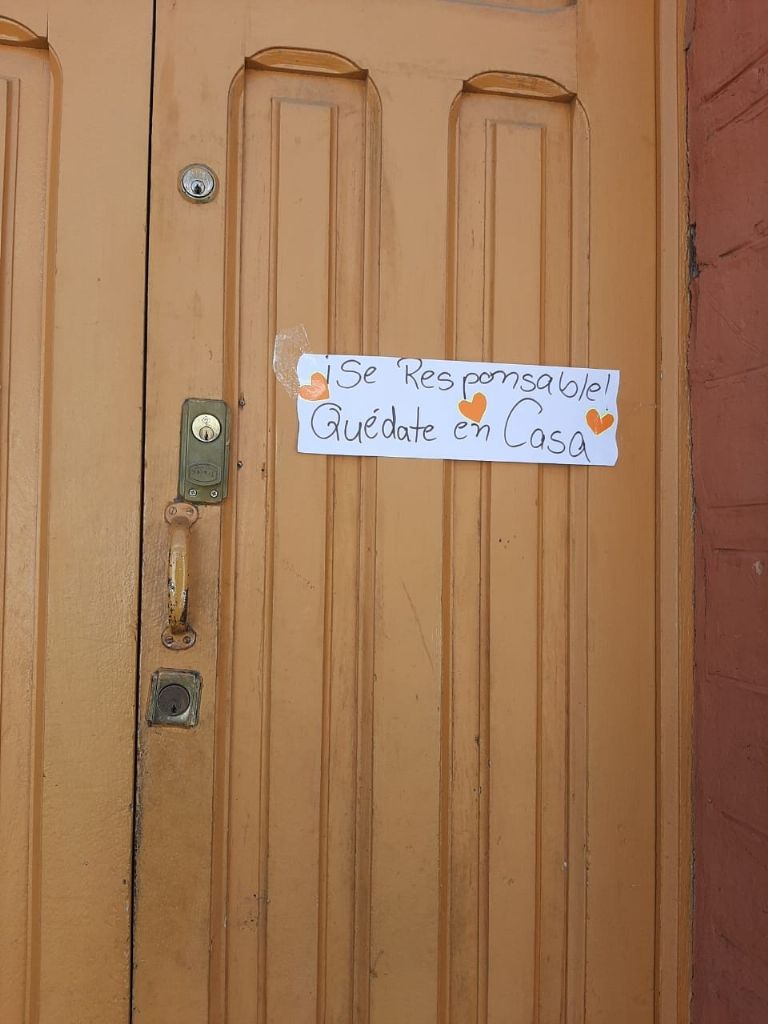 ¡Se Responsable!
Quédate en Casa